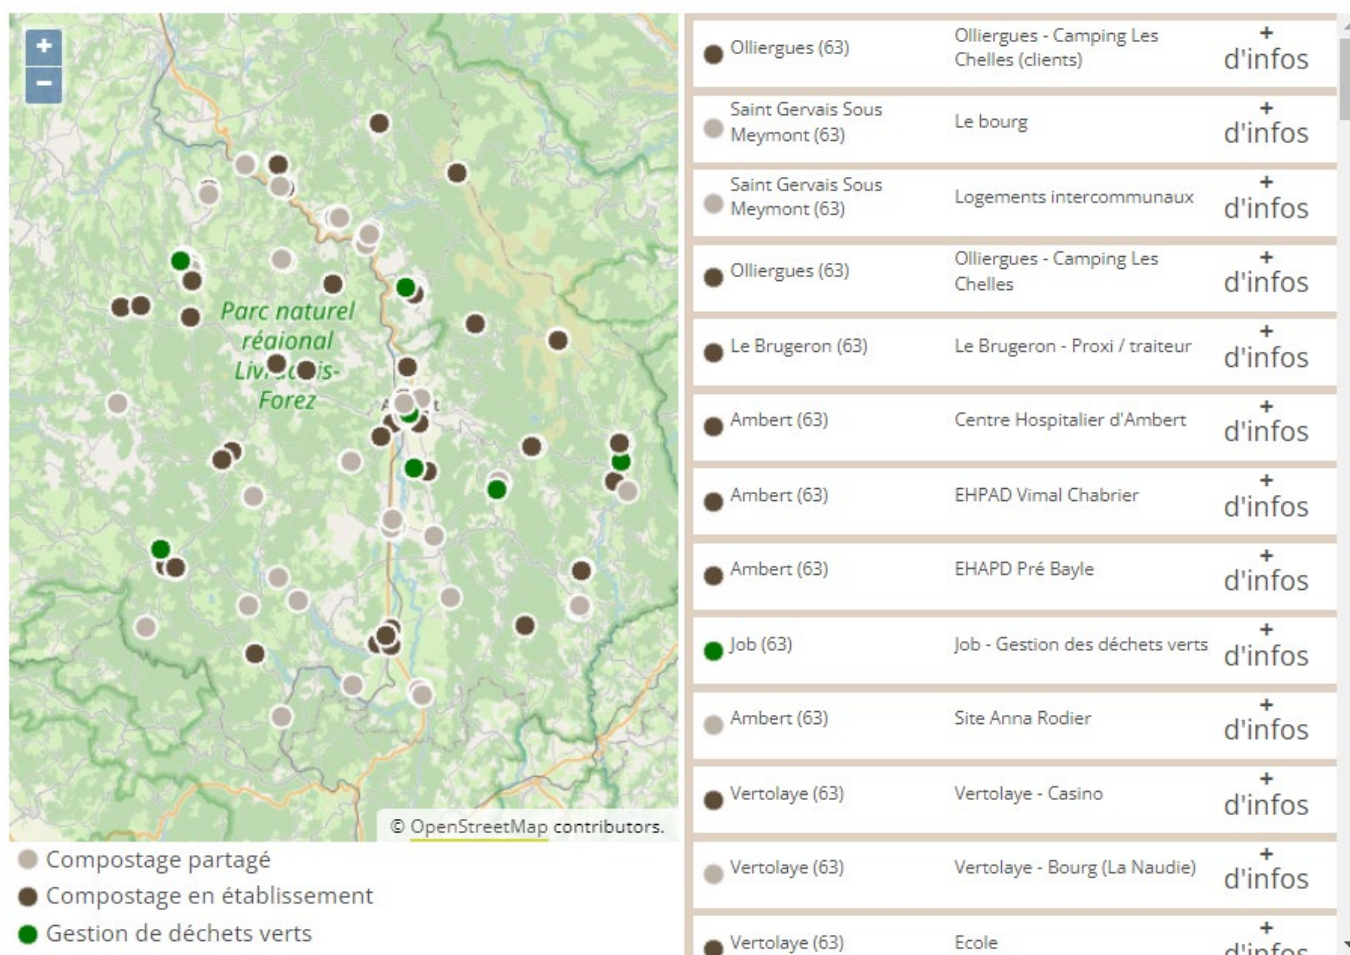 +
−
Parc naturel
régional
Livradois-
Forez
© OpenStreetMap contributors.
Compostage partagé
Compostage en établissement
Gestion de déchets verts
Olliergues (63)
Olliergues - Camping Les
Chelles (clients)
+
d'infos
Saint Gervais Sous
Meymont (63)
Le bourg
+
d'infos
Saint Gervais Sous
Meymont (63)
Logements intercommunaux
+
d'infos
Olliergues (63)
Olliergues - Camping Les
Chelles
+
d'infos
Le Brugeron (63)
Le Brugeron - Proxi / traiteur
+
d'infos
Ambert (63)
Centre Hospitalier d'Ambert
+
d'infos
Ambert (63)
EHPAD Vimal Chabrier
+
d'infos
Ambert (63)
EHAPD Pré Bayle
+
d'infos
Job (63)
Job - Gestion des déchets verts
+
d'infos
Ambert (63)
Site Anna Rodier
+
d'infos
Vertolaye (63)
Vertolaye - Casino
+
d'infos
Vertolaye (63)
Vertolaye - Bourg (La Naudie)
+
d'infos
Vertolaye (63)
Ecole
+
d'infos